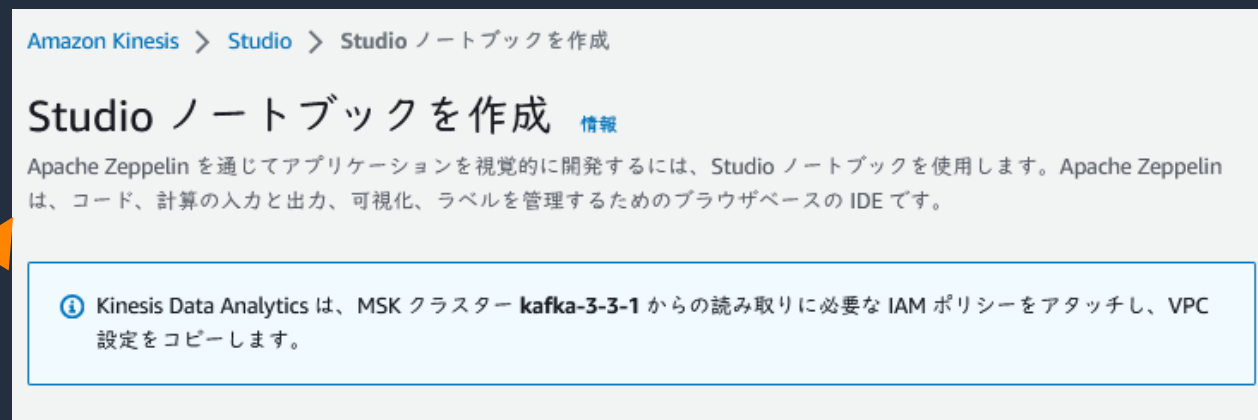 Amazon Kinesis > Studio > Studio ノートブックを作成
Studio ノートブックを作成 情報
Apache Zeppelin を通じてアプリケーションを視覚的に開発するには、Studio ノートブックを使用します。Apache Zeppelin
は、コード、計算の入力と出力、可視化、ラベルを管理するためのブラウザベースの IDE です。
Kinesis Data Analytics は、MSK クラスター kafka-3-3-1 からの読み取りに必要な IAM ポリシーをアタッチし、VPC
設定をコピーします。